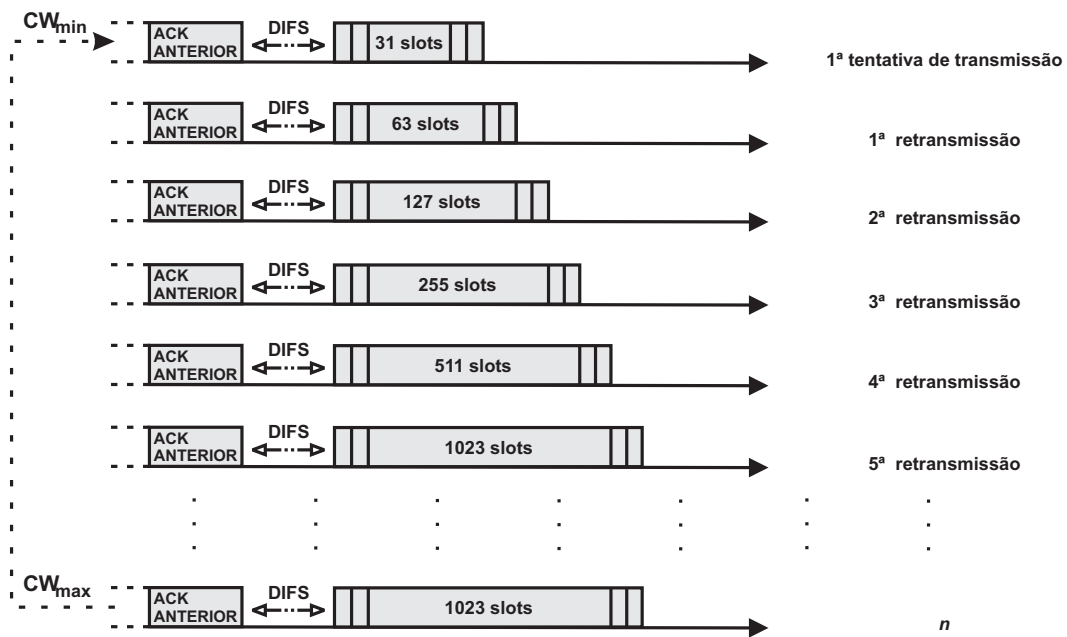 CWmin
ACK
ANTERIOR
DIFS
31 slots
1ª tentativa de transmissão
ACK
ANTERIOR
DIFS
63 slots
1ª retransmissão
ACK
ANTERIOR
DIFS
127 slots
2ª retransmissão
ACK
ANTERIOR
DIFS
255 slots
3ª retransmissão
ACK
ANTERIOR
DIFS
511 slots
4ª retransmissão
ACK
ANTERIOR
DIFS
1023 slots
5ª retransmissão
CWmax
ACK
ANTERIOR
DIFS
1023 slots
n